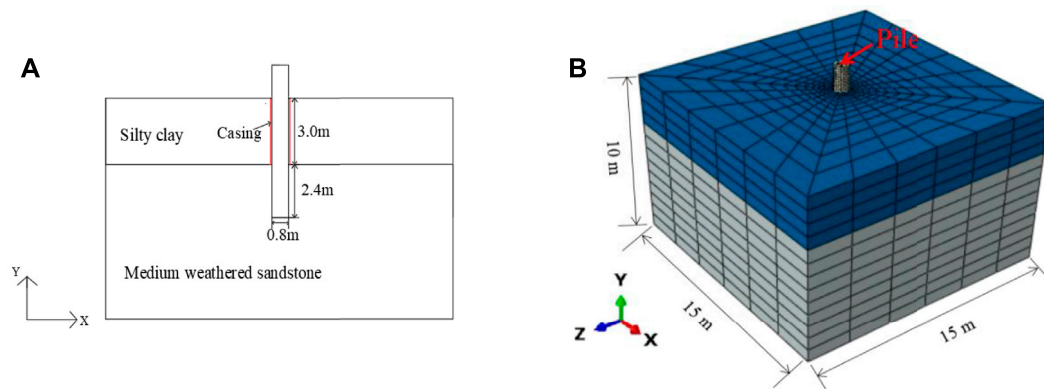 A
Silty clay
Casing
3.0m
2.4m
0.8m
Medium weathered sandstone
Y
X
B
Pile
10 m
15 m
15 m
Y
Z
X